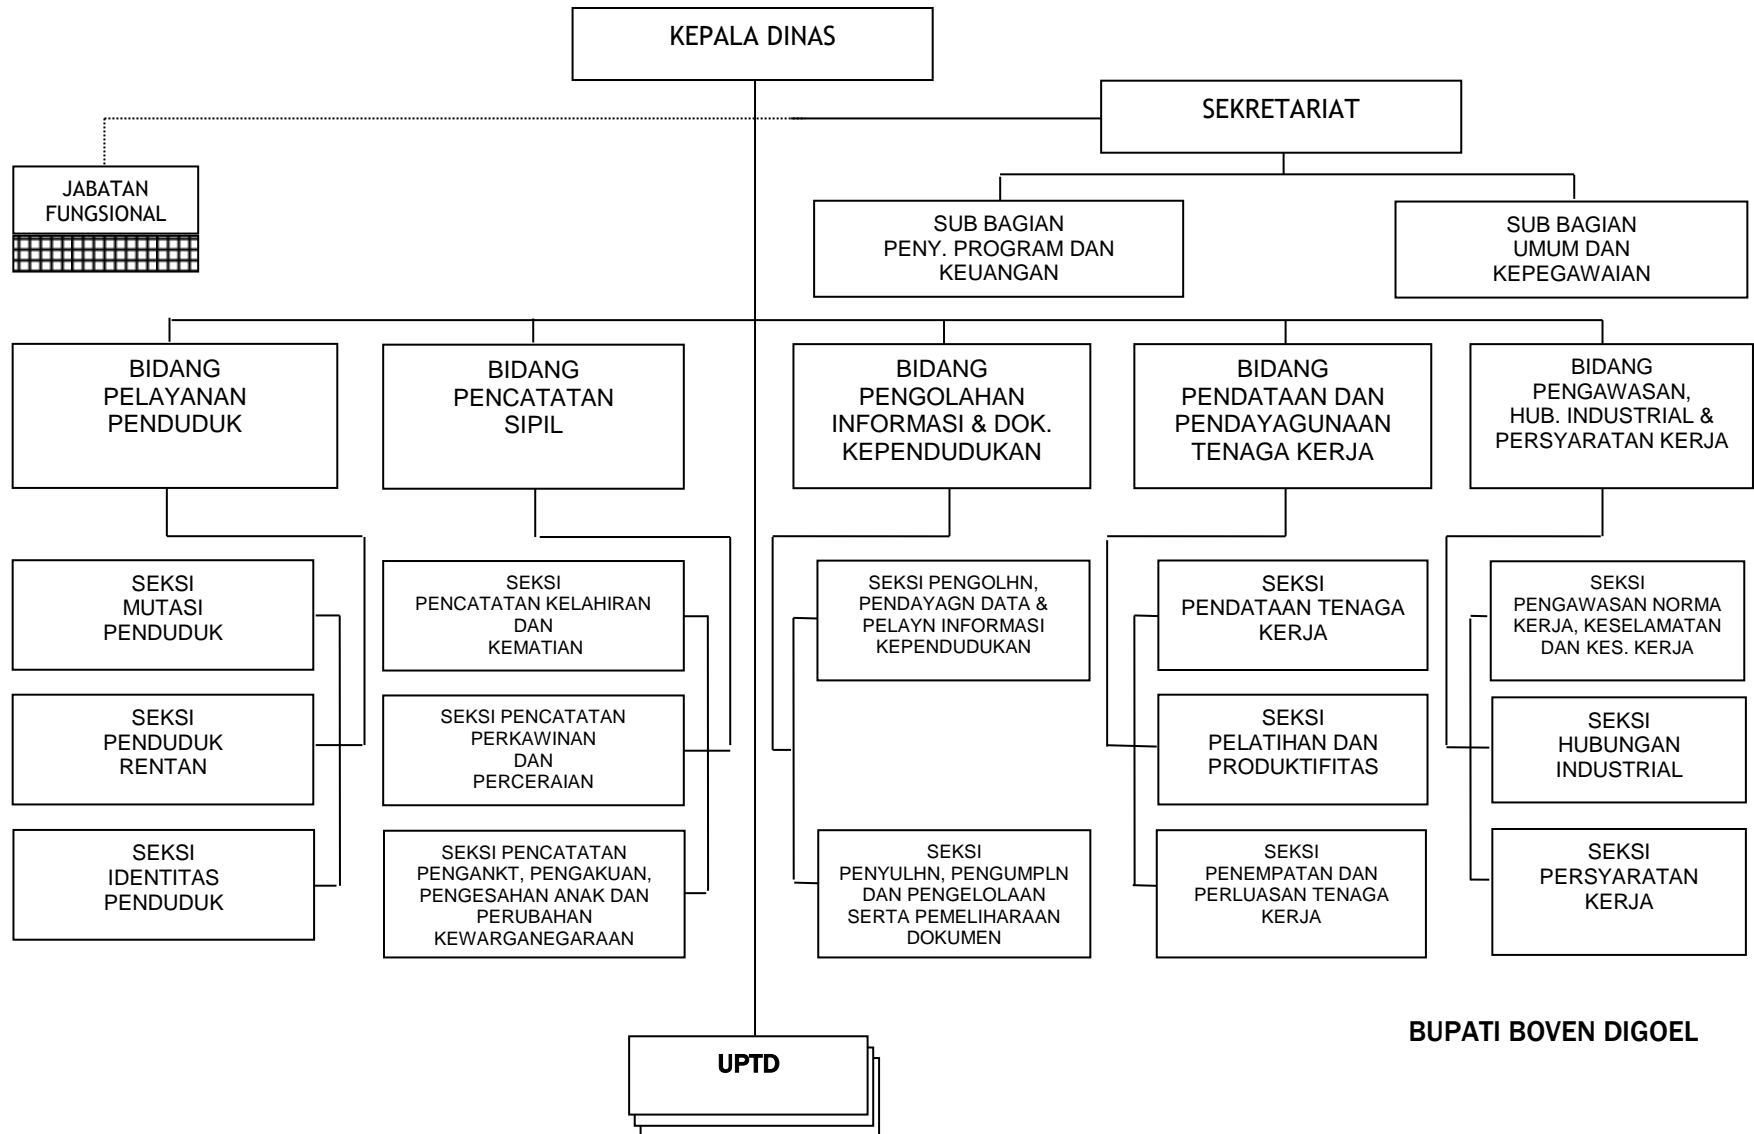 KEPALA DINAS
SEKRETARIAT
JABATAN
FUNGSIONAL
SUB BAGIAN
PENY. PROGRAM DAN
KEUANGAN
SUB BAGIAN
UMUM DAN
KEPEGAWAIAN
BIDANG
PELAYANAN
PENDUDUK
BIDANG
PENCATATAN
SIPIL
BIDANG
PENGOLAHAN
INFORMASI & DOK.
KEPENDUDUKAN
BIDANG
PENDATAAN DAN
PENDAYAGUNAAN
TENAGA KERJA
BIDANG
PENGAWASAN,
HUB. INDUSTRIAL &
PERSYARATAN KERJA
SEKSI
MUTASI
PENDUDUK
SEKSI
PENCATATAN KELAHIRAN
DAN
KEMATIAN
SEKSI PENGOLHN,
PENDAYAGN DATA &
PELAYN INFORMASI
KEPENDUDUKAN
SEKSI
PENDATAAN TENAGA
KERJA
SEKSI
PENGAWASAN NORMA
KERJA, KESELAMATAN
DAN KES. KERJA
SEKSI
PENDUDUK
RENTAN
SEKSI PENCATATAN
PERKAWINAN
DAN
PERCERAIAN
SEKSI
PELATIHAN DAN
PRODUKTIFITAS
SEKSI
HUBUNGAN
INDUSTRIAL
SEKSI
IDENTITAS
PENDUDUK
SEKSI PENCATATAN
PENGANKT, PENGAKUAN,
PENGESAHAN ANAK DAN
PERUBAHAN
KEWARGANEGARAAN
SEKSI
PENYULHN, PENGUMPLN
DAN PENGELOLAAN
SERTA PEMELIHARAAN
DOKUMEN
SEKSI
PENEMPATAN DAN
PERLUASAN TENAGA
KERJA
SEKSI
PERSYARATAN
KERJA
BUPATI BOVEN DIGOEL
UPTD